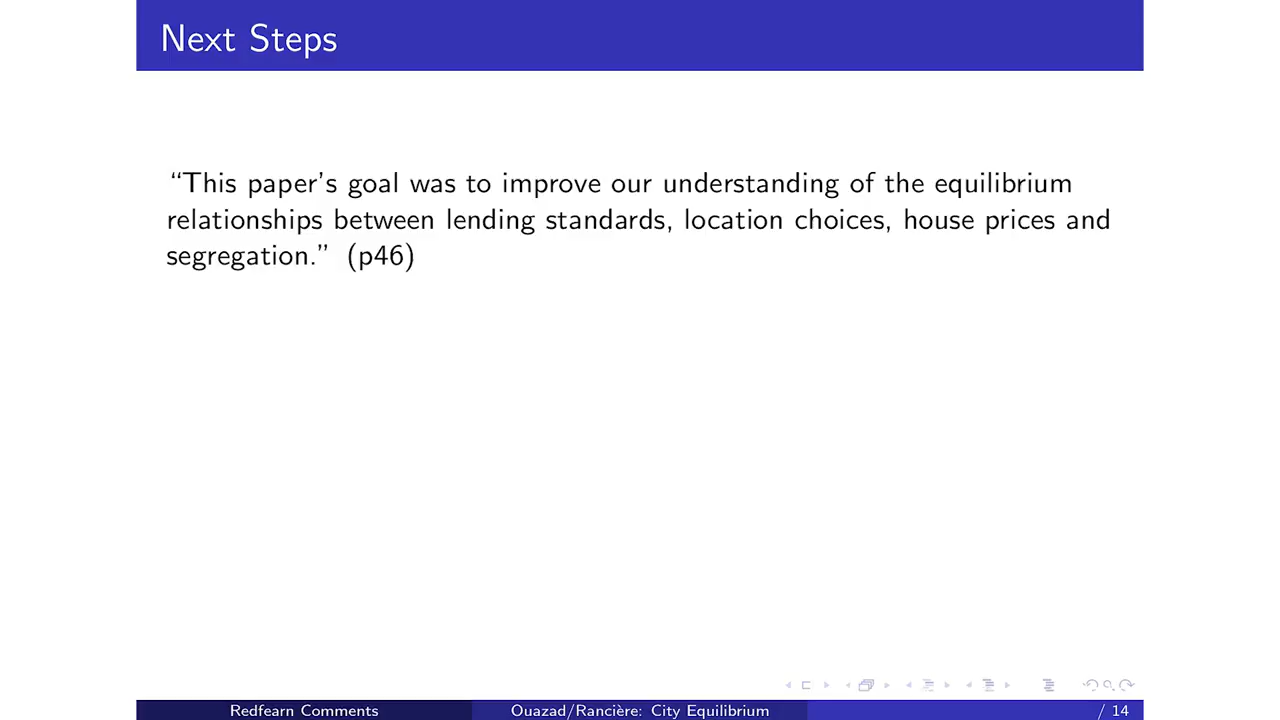 Next Steps
“This paper’s goal was to improve our understanding of the equilibrium
relationships between lending standards, location choices, house prices and
segregation.” (p46)
Redfearn Comments
Ouazad/Rancière: City Equilibrium
/ 14